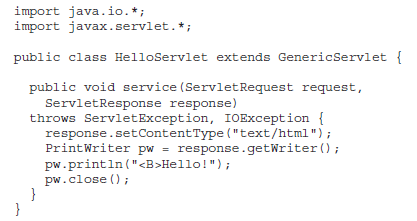 import java.io.*;
import javax.servlet.*;
public class HelloServlet extends GenericServlet {
public void service(ServletRequest request,
ServletResponse response)
throws ServletException, IOException {
response.setContentType("text/html");
PrintWriter pw = response.getWriter();
pw.println("<B>Hello!");
pw.close();
}
}